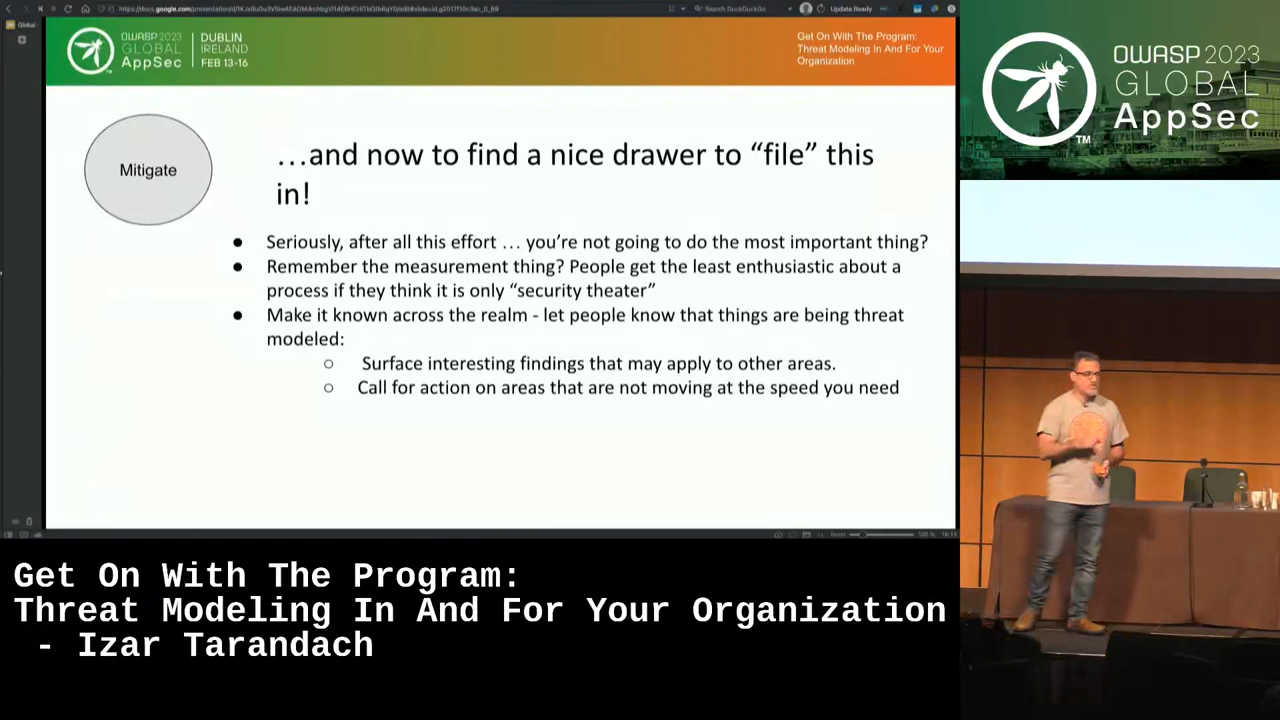 Update Ready
Global
OWASP 2023
GLOBAL
AppSec
TM
DUBLIN
IRELAND
FEB 13-16
Get On With The Program:
Threat Modeling In And For Your
Organization
Mitigate
…and now to find a nice drawer to “file” this
in!
● Seriously, after all this effort … you’re not going to do the most important thing?
● Remember the measurement thing? People get the least enthusiastic about a
process if they think it is only “security theater”
● Make it known across the realm - let people know that things are being threat
modeled:
○ Surface interesting findings that may apply to other areas.
○ Call for action on areas that are not moving at the speed you need
OWASP 2023
GLOBAL
AppSec
TM
Get On With The Program:
Threat Modeling In And For Your Organization
- Izar Tarandach